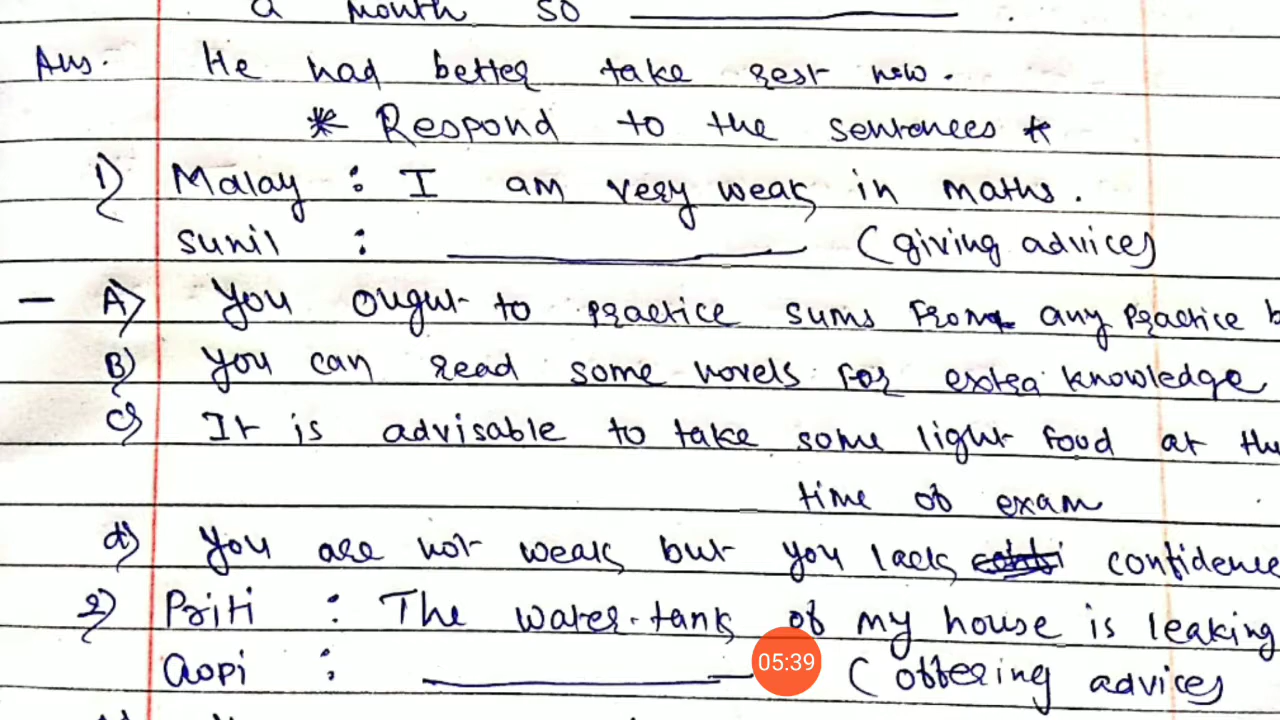 a month so ________ .
Ans. He had better take rest now.
* Respond to the sentences *
1) Malay : I am very weak in maths.
Sunil : ________ (giving advice)
- A) You ought to practice sums from any practice b
B) You can read some novels for extra knowledge
C) It is advisable to take some light food at the
time of exam
d) You are not weak but you lack confidence
2) Priti : The water-tank of my house is leaking
Gopi : ________ (offering advice)
05:39